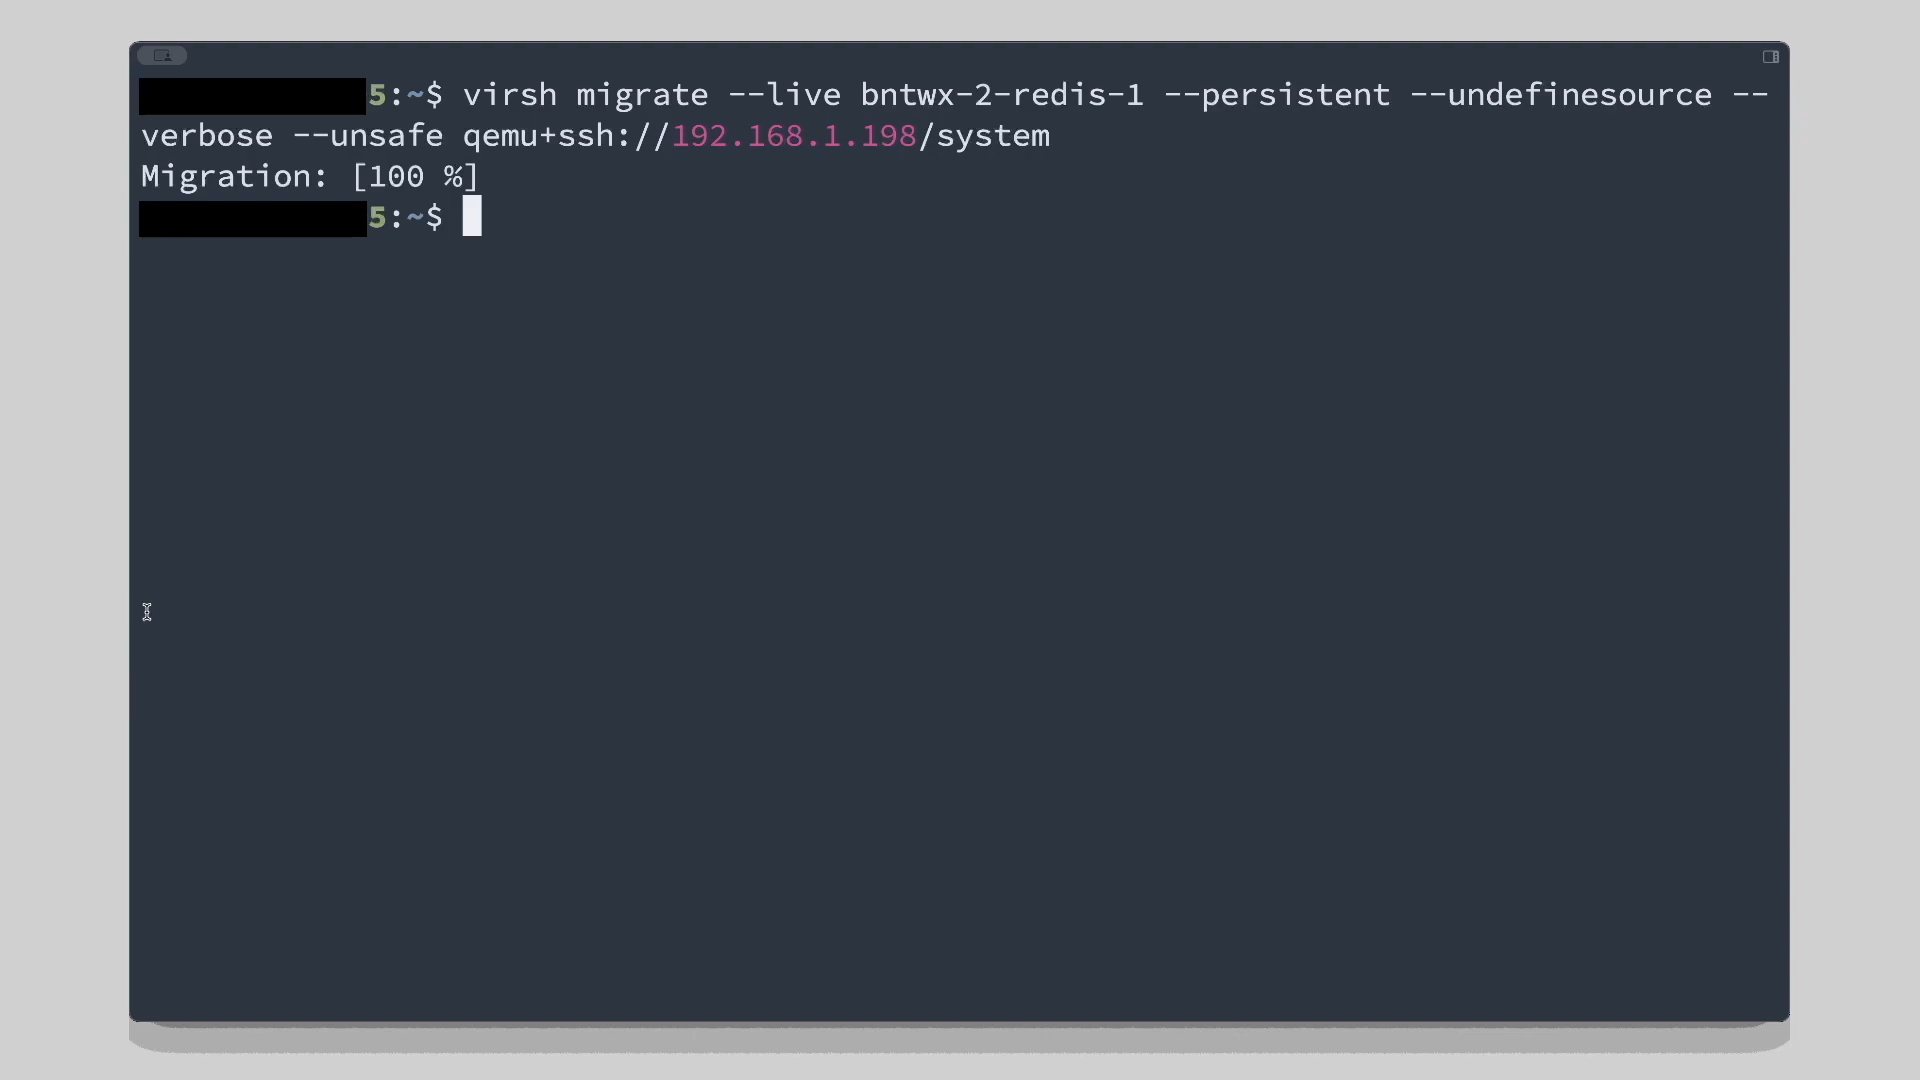 5:~$ virsh migrate --live bntwx-2-redis-1 --persistent --undefinesource --
verbose --unsafe qemu+ssh://192.168.1.198/system
Migration: [100 %]
5:~$